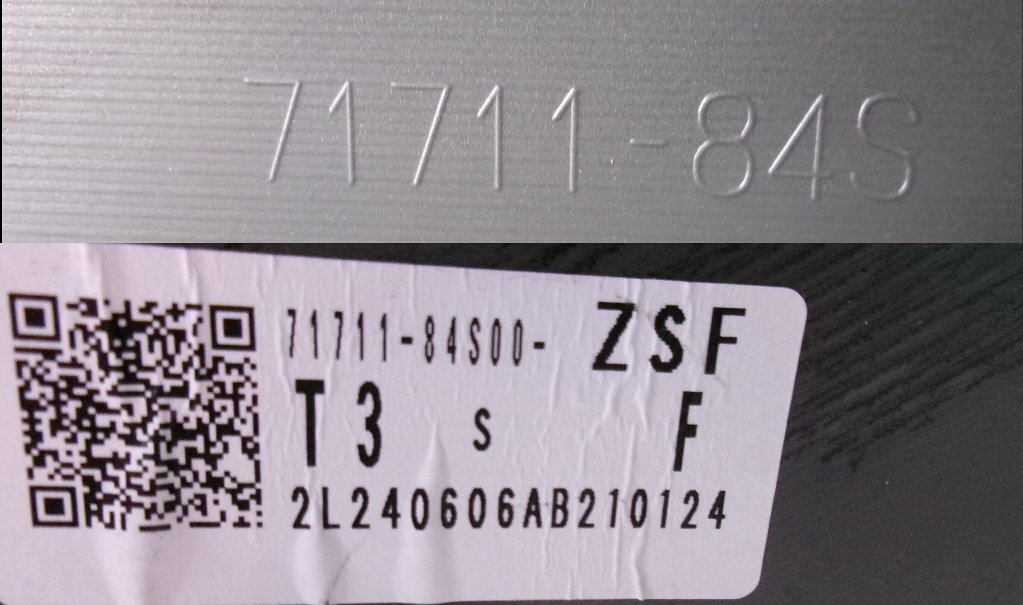 71711-84S
71711-84S00- ZSF
T3 S F
2L240606AB210124